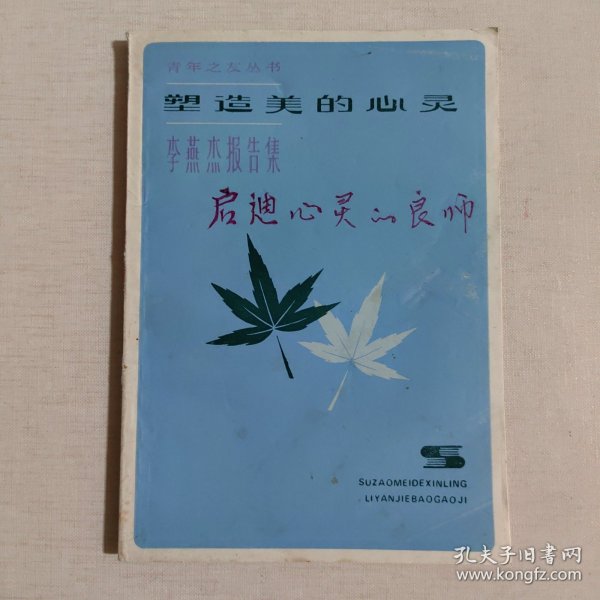 青年之友丛书
塑造美的心灵
李燕杰报告集
启迪心灵的良师
SUZAOMEIDEXINLING
LIYANJIEBAOGAOJI
孔夫子旧书网
www.kongfz.com